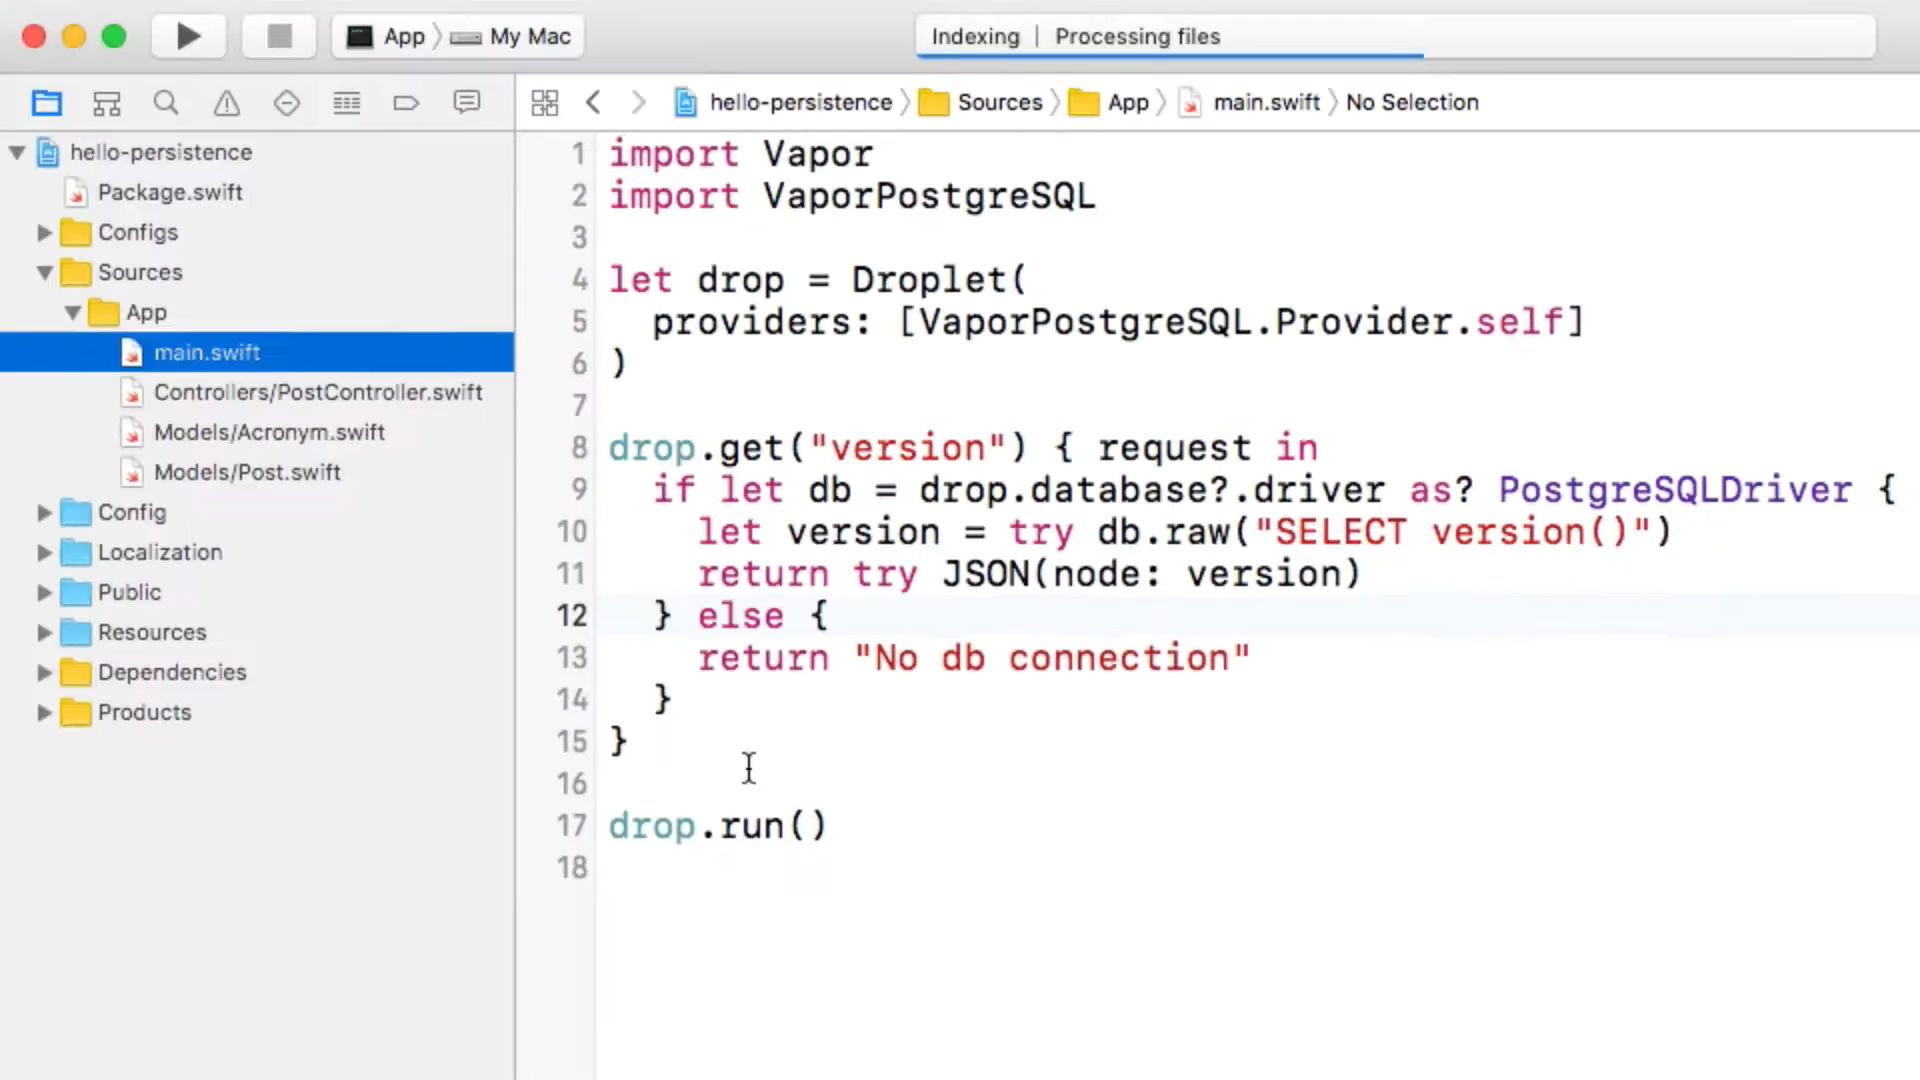 App My Mac
Indexing | Processing files
hello-persistence Sources App main.swift No Selection
hello-persistence
Package.swift
Configs
Sources
App
main.swift
Controllers/PostController.swift
Models/Acronym.swift
Models/Post.swift
Config
Localization
Public
Resources
Dependencies
Products
1 import Vapor
2 import VaporPostgreSQL
3
4 let drop = Droplet(
5   providers: [VaporPostgreSQL.Provider.self]
6 )
7
8 drop.get("version") { request in
9   if let db = drop.database?.driver as? PostgreSQLDriver {
10     let version = try db.raw("SELECT version()")
11     return try JSON(node: version)
12   } else {
13     return "No db connection"
14   }
15 }
16
17 drop.run()
18